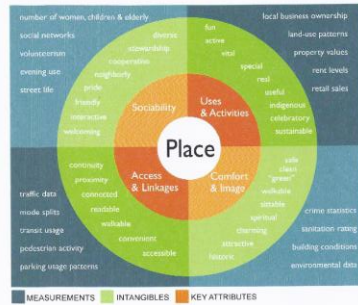 number of women, children & elderly
social networks
volunteerism
evening use
street life
local business ownership
land-use patterns
property values
rent levels
retail sales
diverse
stewardship
cooperation
neighborly
pride
friendly
interactive
welcoming
fun
active
vital
special
real
useful
indigenous
celebratory
sustainable
Sociability
Uses
& Activities
Place
Access
& Linkages
Comfort
& Image
continuity
proximity
connected
readable
walkable
convenient
accessible
safe
clean
"green"
walkable
sittable
spiritual
charming
attractive
historic
traffic data
mode splits
transit usage
pedestrian activity
parking usage patterns
crime statistics
sanitation rating
building conditions
environmental data
MEASUREMENTS INTANGIBLES KEY ATTRIBUTES